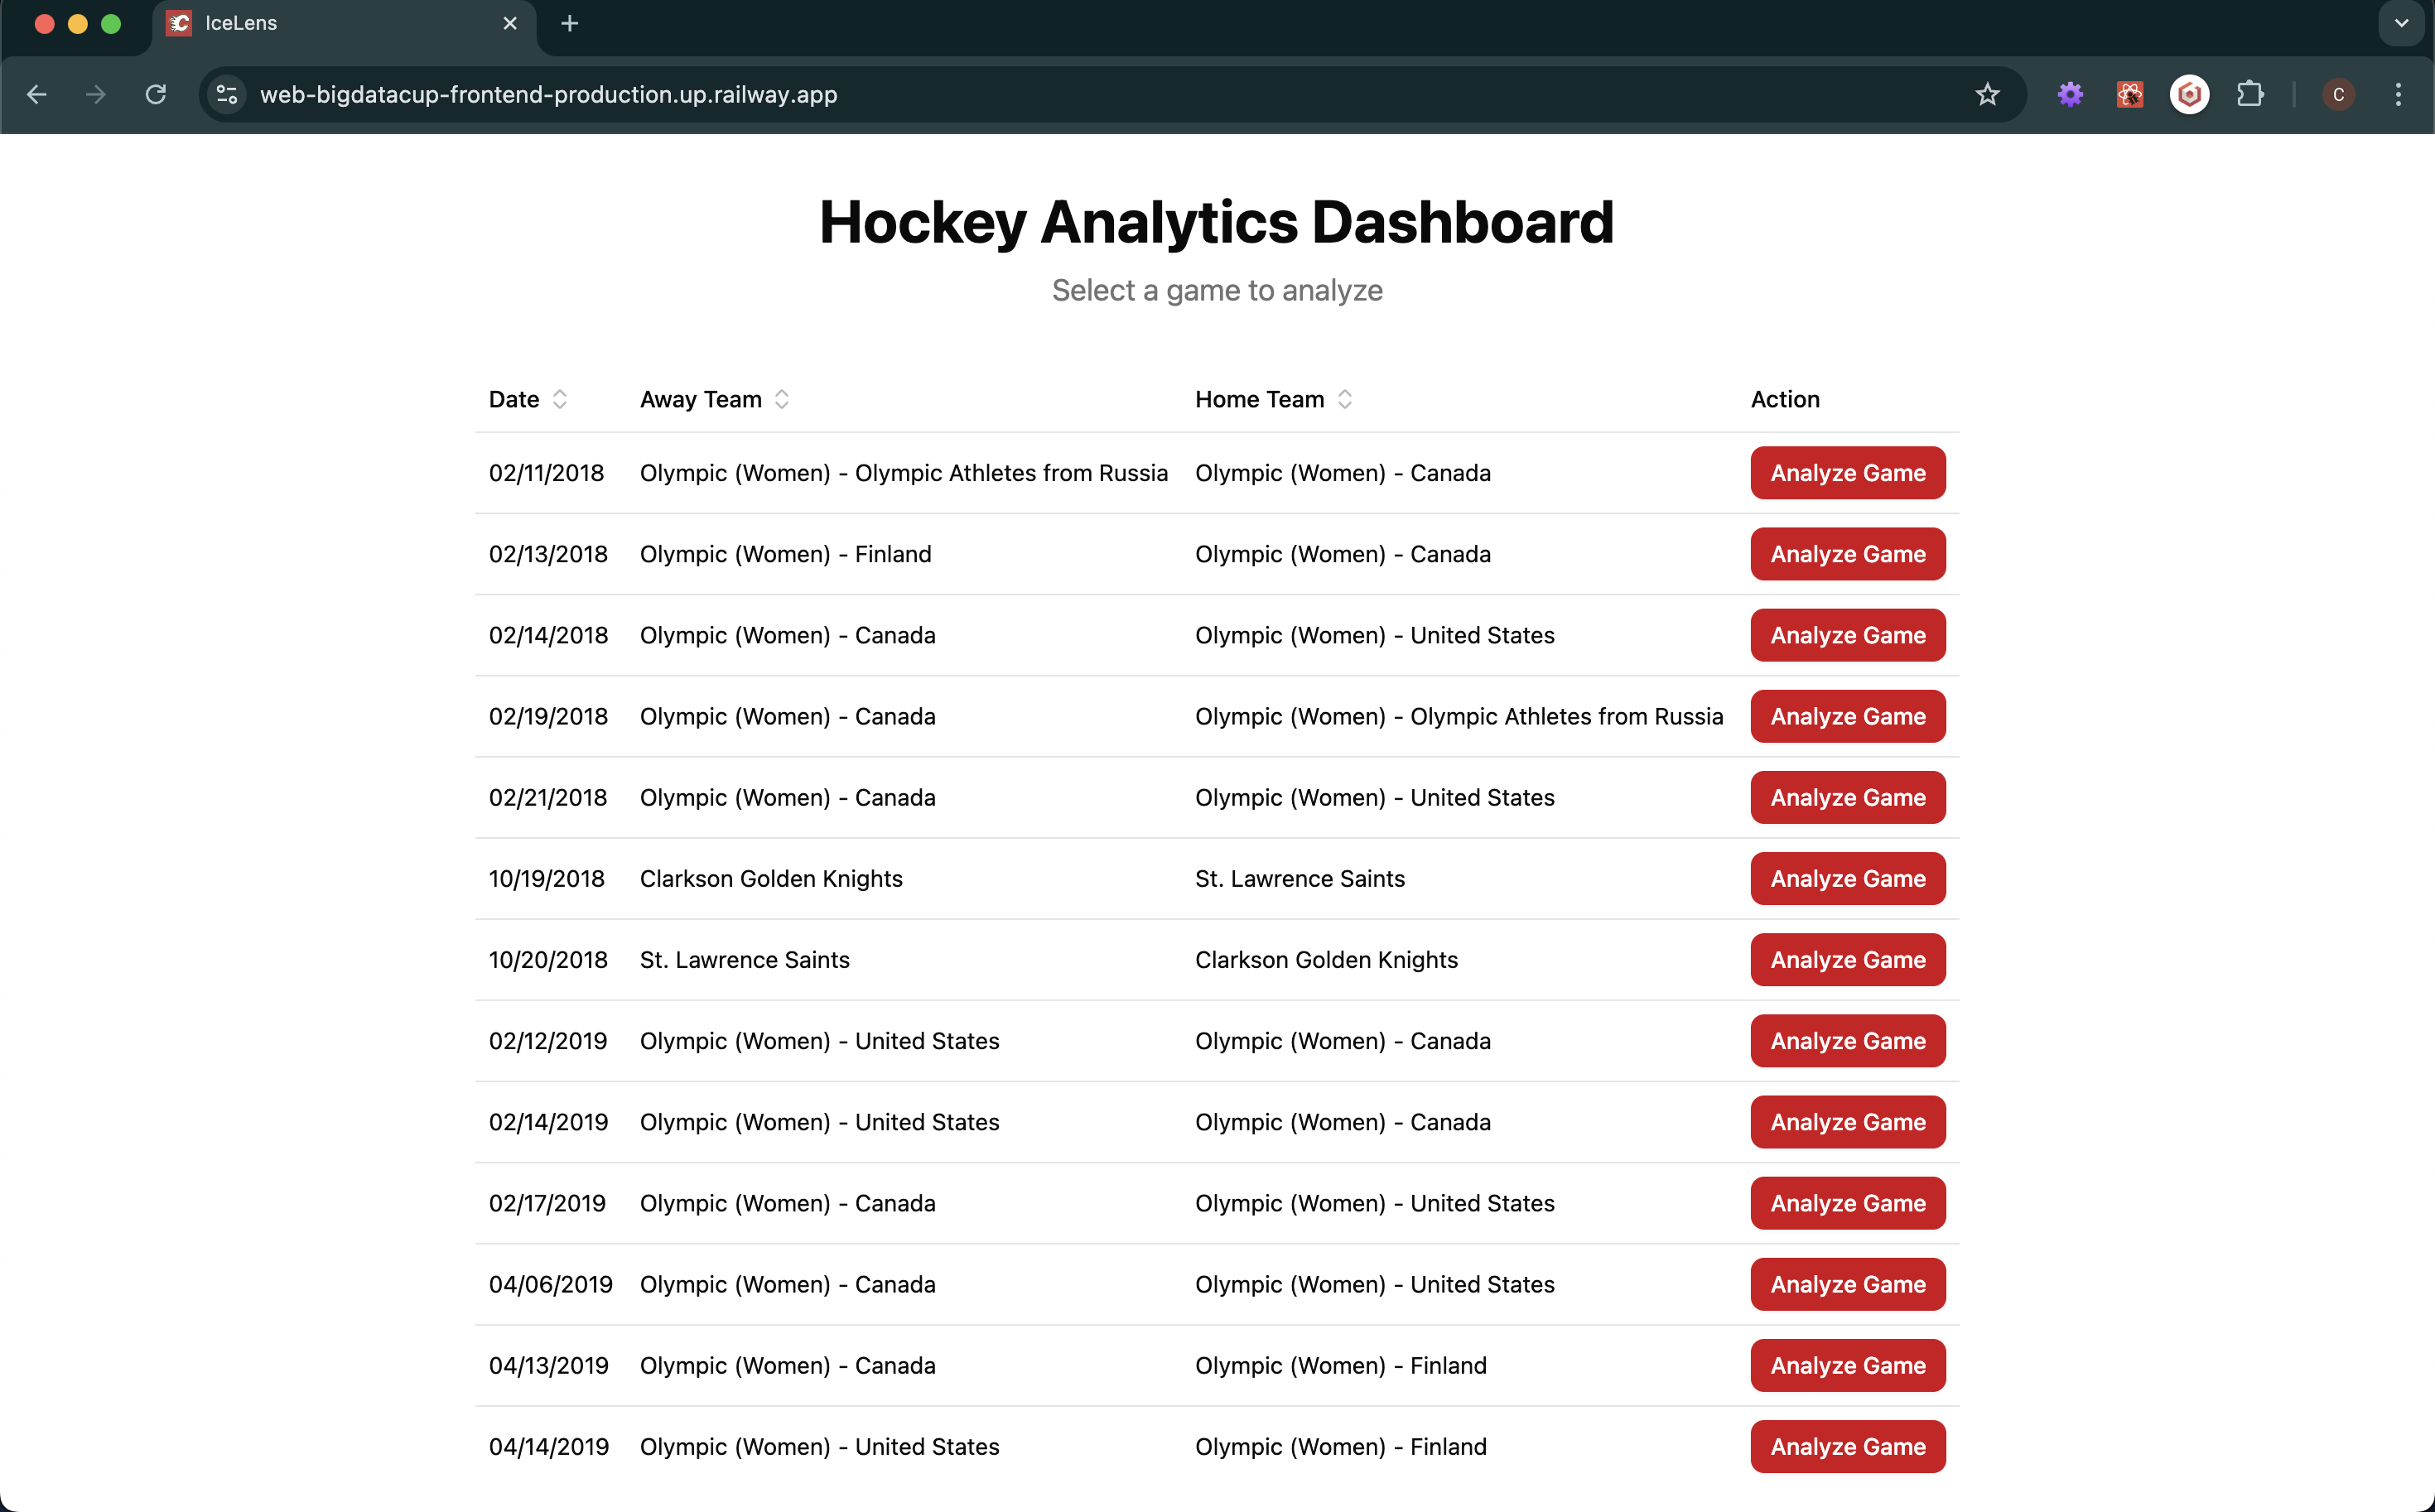 IceLens
web-bigdatacup-frontend-production.up.railway.app
C
Hockey Analytics Dashboard
Select a game to analyze
Date Away Team Home Team Action
02/11/2018 Olympic (Women) - Olympic Athletes from Russia Olympic (Women) - Canada Analyze Game
02/13/2018 Olympic (Women) - Finland Olympic (Women) - Canada Analyze Game
02/14/2018 Olympic (Women) - Canada Olympic (Women) - United States Analyze Game
02/19/2018 Olympic (Women) - Canada Olympic (Women) - Olympic Athletes from Russia Analyze Game
02/21/2018 Olympic (Women) - Canada Olympic (Women) - United States Analyze Game
10/19/2018 Clarkson Golden Knights St. Lawrence Saints Analyze Game
10/20/2018 St. Lawrence Saints Clarkson Golden Knights Analyze Game
02/12/2019 Olympic (Women) - United States Olympic (Women) - Canada Analyze Game
02/14/2019 Olympic (Women) - United States Olympic (Women) - Canada Analyze Game
02/17/2019 Olympic (Women) - Canada Olympic (Women) - United States Analyze Game
04/06/2019 Olympic (Women) - Canada Olympic (Women) - United States Analyze Game
04/13/2019 Olympic (Women) - Canada Olympic (Women) - Finland Analyze Game
04/14/2019 Olympic (Women) - United States Olympic (Women) - Finland Analyze Game